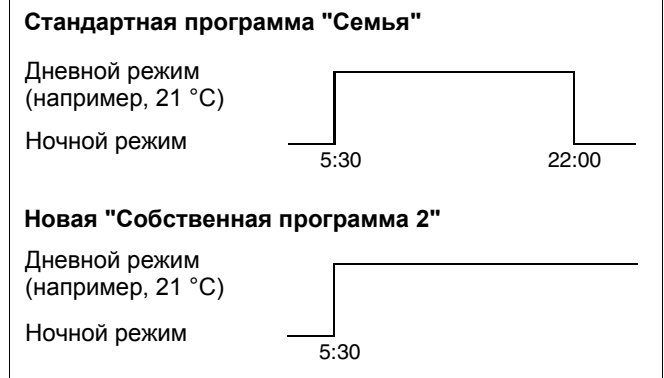 Стандартная программа "Семья"
Дневной режим
(например, 21 °C)
Ночной режим
5:30 22:00
Новая "Собственная программа 2"
Дневной режим
(например, 21 °C)
Ночной режим
5:30